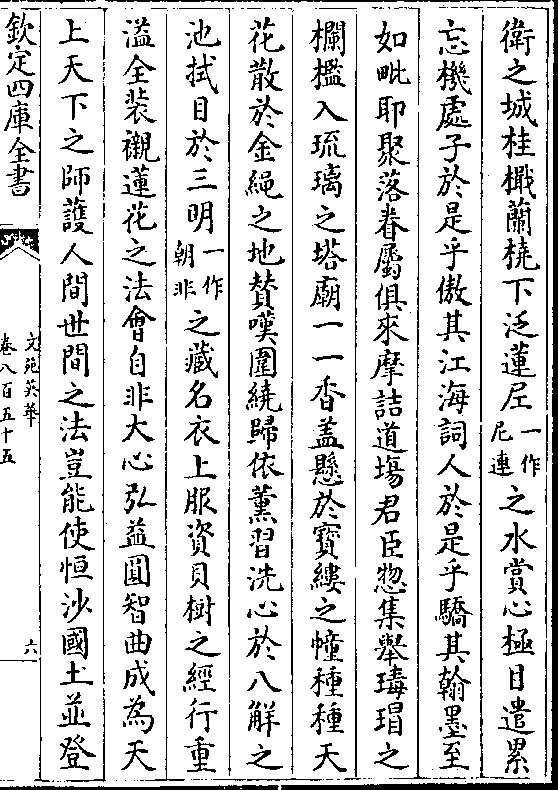 衛之城桂檝蘭橈下泛蓮𡰱一作尼連之水賞心極目遣累
忘機處子於是乎傲其江海詞人於是乎驕其翰墨至
如毗耶聚落眷屬俱來摩詰道場君臣惣集舉瑇瑁之
欄檻入琉璃之塔廟一一香蓋懸於寶縷之幢種種天
花散於金繩之地賛嘆圍繞歸依薰習洗心於八解之
池拭目於三明一作朝非之藏名衣上服資貝樹之經行重
溢全裝襯蓮花之法會自非大心弘益圓智曲成為天
上天下之師䕶人間世間之法豈能使恒沙國土並登
欽定四庫全書
文苑英華
卷八百五十五
六